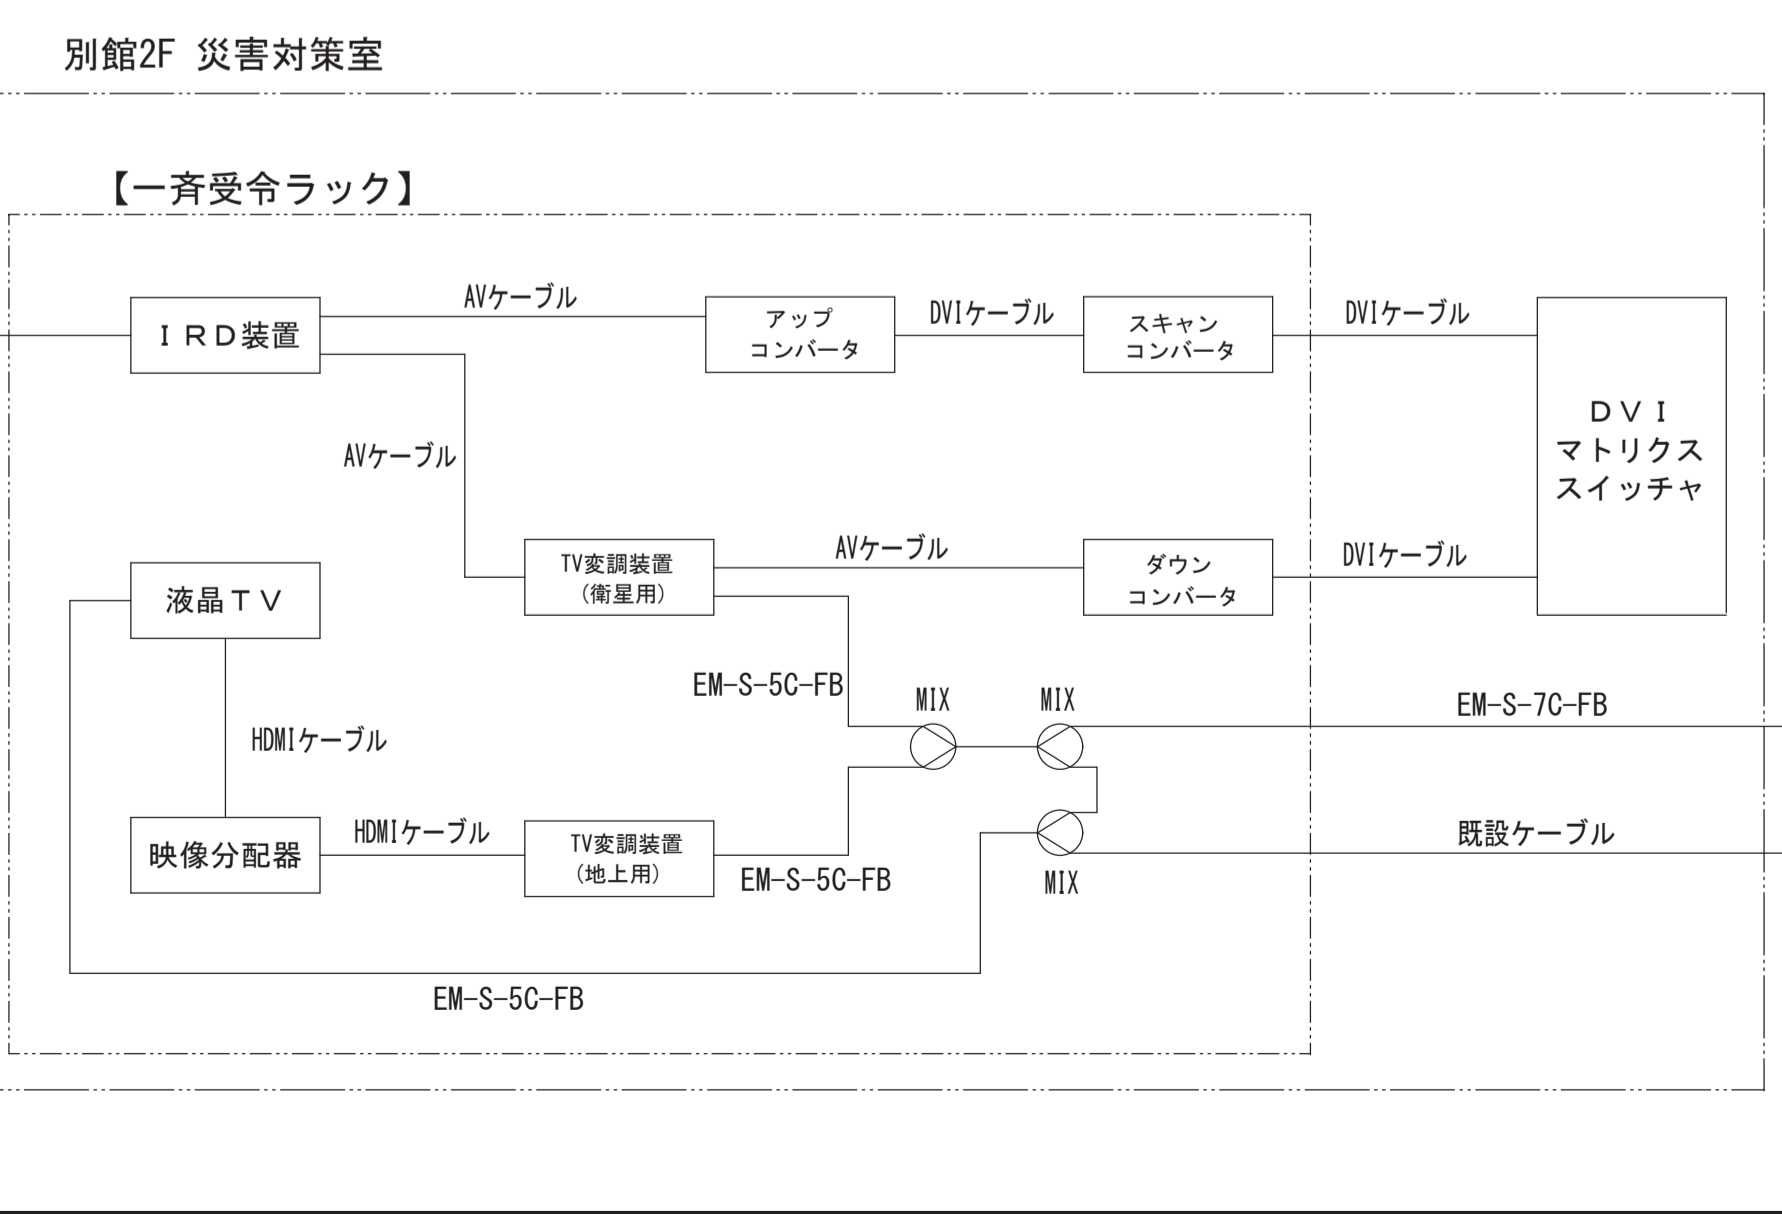 別館2F 災害対策室
【一斉受令ラック】
AVケーブル
DVIケーブル
DVIケーブル
IRD装置
アップ
コンバータ
スキャン
コンバータ
DVI
マトリクス
スイッチャ
AVケーブル
AVケーブル
DVIケーブル
TV変調装置
(衛星用)
ダウン
コンバータ
液晶TV
EM-S-5C-FB
MIX
MIX
EM-S-7C-FB
HDMIケーブル
HDMIケーブル
既設ケーブル
映像分配器
TV変調装置
(地上用)
EM-S-5C-FB
MIX
EM-S-5C-FB